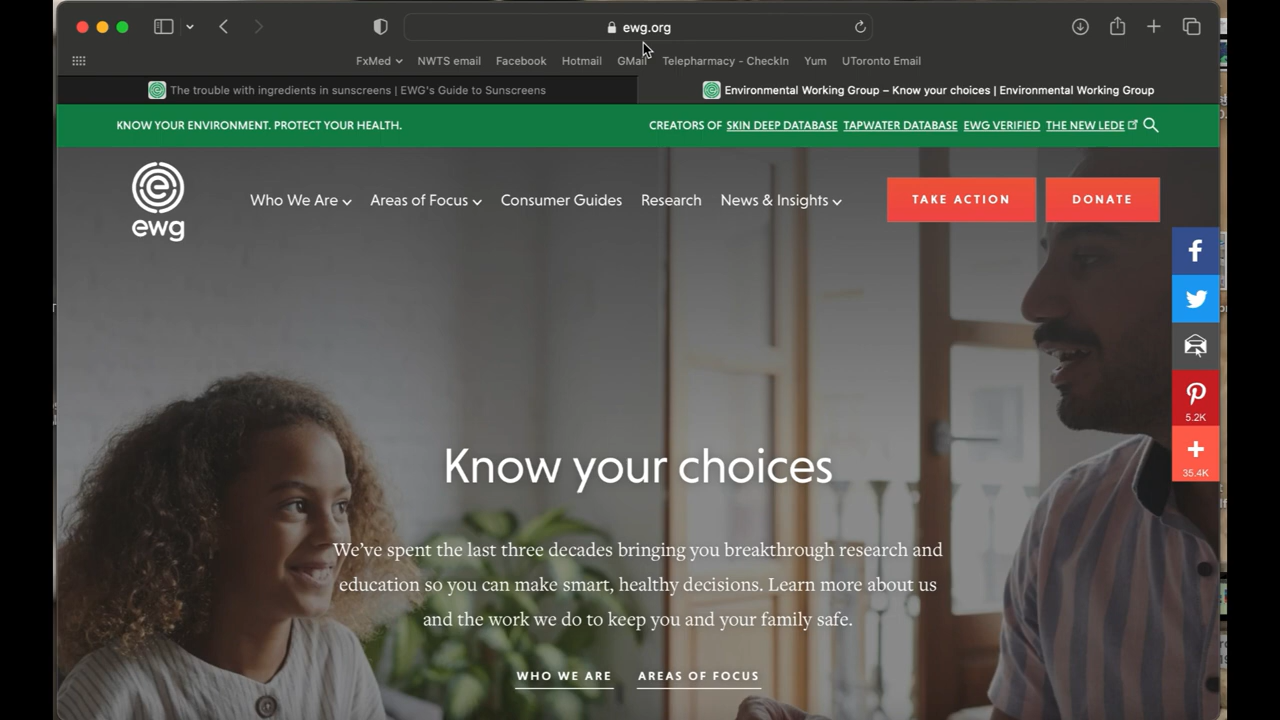 ewg.org
FxMed NWTS email Facebook Hotmail GMail Telepharmacy - CheckIn Yum UToronto Email
The trouble with ingredients in sunscreens | EWG's Guide to Sunscreens
Environmental Working Group – Know your choices | Environmental Working Group
KNOW YOUR ENVIRONMENT. PROTECT YOUR HEALTH.
CREATORS OF SKIN DEEP DATABASE TAPWATER DATABASE EWG VERIFIED THE NEW LEDE
ewg
Who We Are Areas of Focus Consumer Guides Research News & Insights
TAKE ACTION DONATE
5.2K
35.4K
Know your choices
We've spent the last three decades bringing you breakthrough research and
education so you can make smart, healthy decisions. Learn more about us
and the work we do to keep you and your family safe.
WHO WE ARE AREAS OF FOCUS